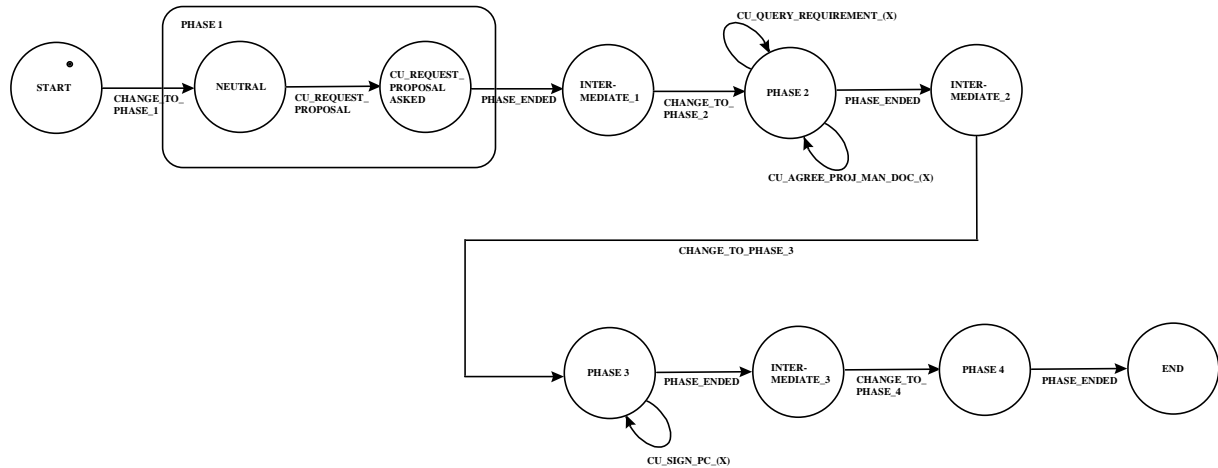 CU_QUERY_REQUIREMENT_(X)
PHASE 1
START
CHANGE_TO_
PHASE_1
NEUTRAL
CU_REQUEST_
PROPOSAL
CU_REQUEST_
PROPOSAL
ASKED
PHASE_ENDED
INTER-
MEDIATE_1
CHANGE_TO_
PHASE_2
PHASE 2
PHASE_ENDED
INTER-
MEDIATE_2
CU_AGREE_PROJ_MAN_DOC_(X)
CHANGE_TO_PHASE_3
PHASE 3
PHASE_ENDED
INTER-
MEDIATE_3
CHANGE_TO_
PHASE_4
PHASE 4
PHASE_ENDED
END
CU_SIGN_PC_(X)